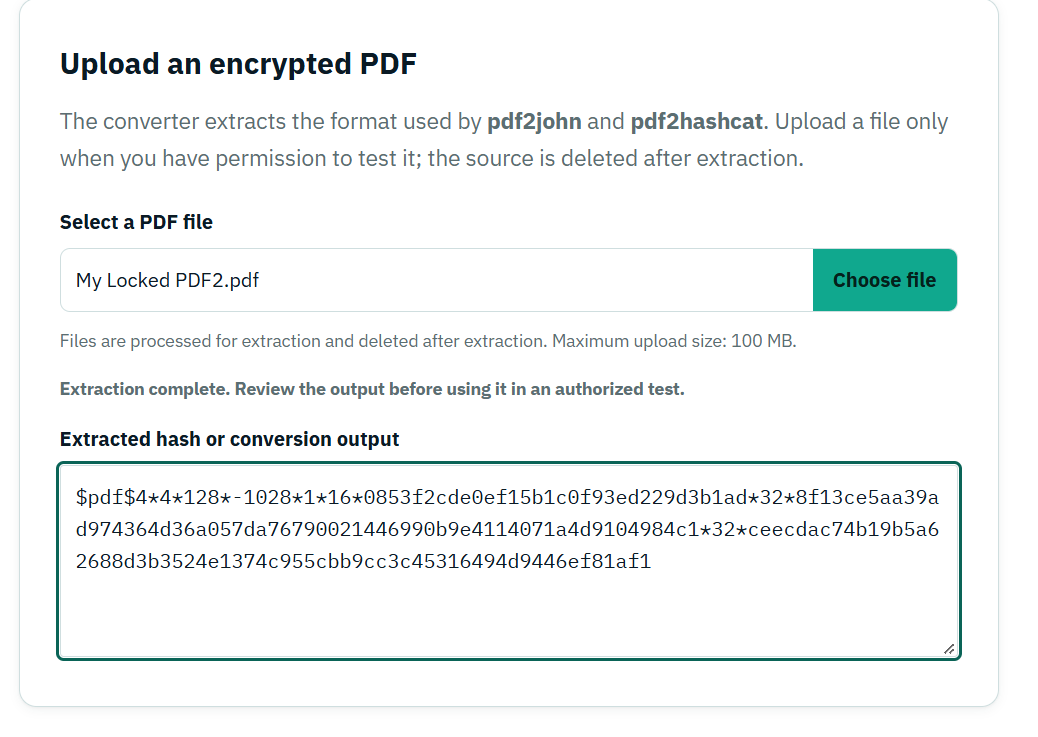 Upload an encrypted PDF
The converter extracts the format used by pdf2john and pdf2hashcat. Upload a file only
when you have permission to test it; the source is deleted after extraction.
Select a PDF file
My Locked PDF2.pdf
Choose file
Files are processed for extraction and deleted after extraction. Maximum upload size: 100 MB.
Extraction complete. Review the output before using it in an authorized test.
Extracted hash or conversion output
$pdf$4*4*128*-1028*1*16*0853f2cde0ef15b1c0f93ed229d3b1ad*32*8f13ce5aa39a
d974364d36a057da76790021446990b9e4114071a4d9104984c1*32*ceecdac74b19b5a6
2688d3b3524e1374c955cbb9cc3c45316494d9446ef81af1